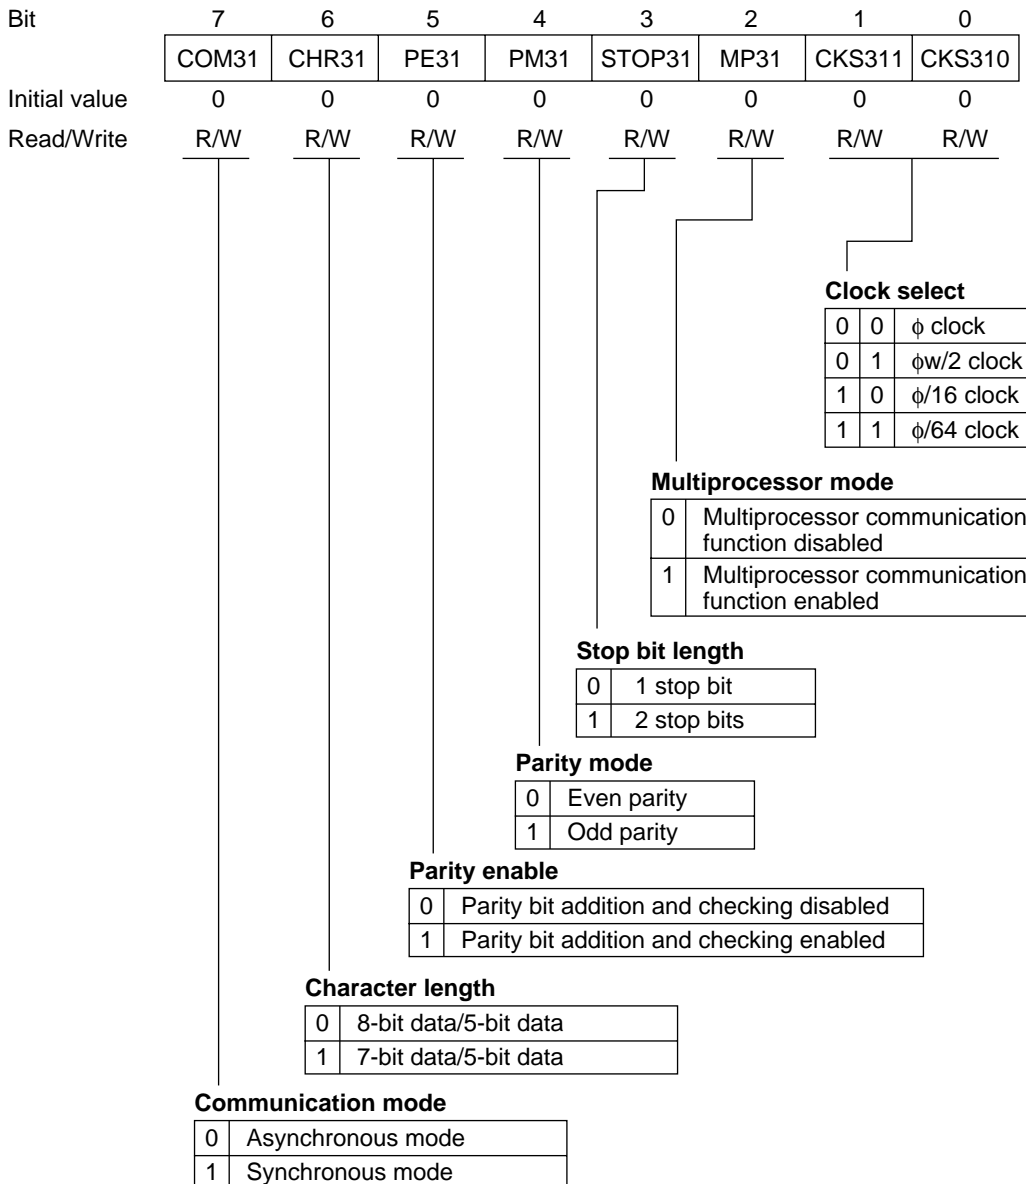 Bit 7 6 5 4 3 2 1 0
COM31 CHR31 PE31 PM31 STOP31 MP31 CKS311 CKS310
Initial value 0 0 0 0 0 0 0 0
Read/Write R/W R/W R/W R/W R/W R/W R/W R/W
Clock select
0 0 ϕ clock
0 1 ϕw/2 clock
1 0 ϕ/16 clock
1 1 ϕ/64 clock
Multiprocessor mode
0 Multiprocessor communication
function disabled
1 Multiprocessor communication
function enabled
Stop bit length
0 1 stop bit
1 2 stop bits
Parity mode
0 Even parity
1 Odd parity
Parity enable
0 Parity bit addition and checking disabled
1 Parity bit addition and checking enabled
Character length
0 8-bit data/5-bit data
1 7-bit data/5-bit data
Communication mode
0 Asynchronous mode
1 Synchronous mode